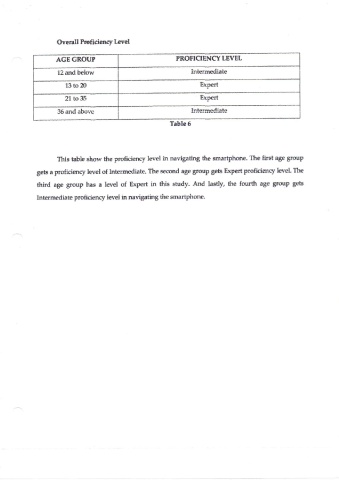 Overall Proficiency Level
AGE GROUP PROFICIENCY LEVEL
12 and below Intermediate
13 to 20 Expert
21 to 35 Expert
36 and above Intermediate
Table 6
This table show the proficiency level in navigating the smartphone. The first age group
gets a proficiency level of Intermediate. The second age group gets Expert proficiency level. The
third age group has a level of Expert in this study. And lastly, the fourth age group gets
Intermediate proficiency level in navigating the smartphone.